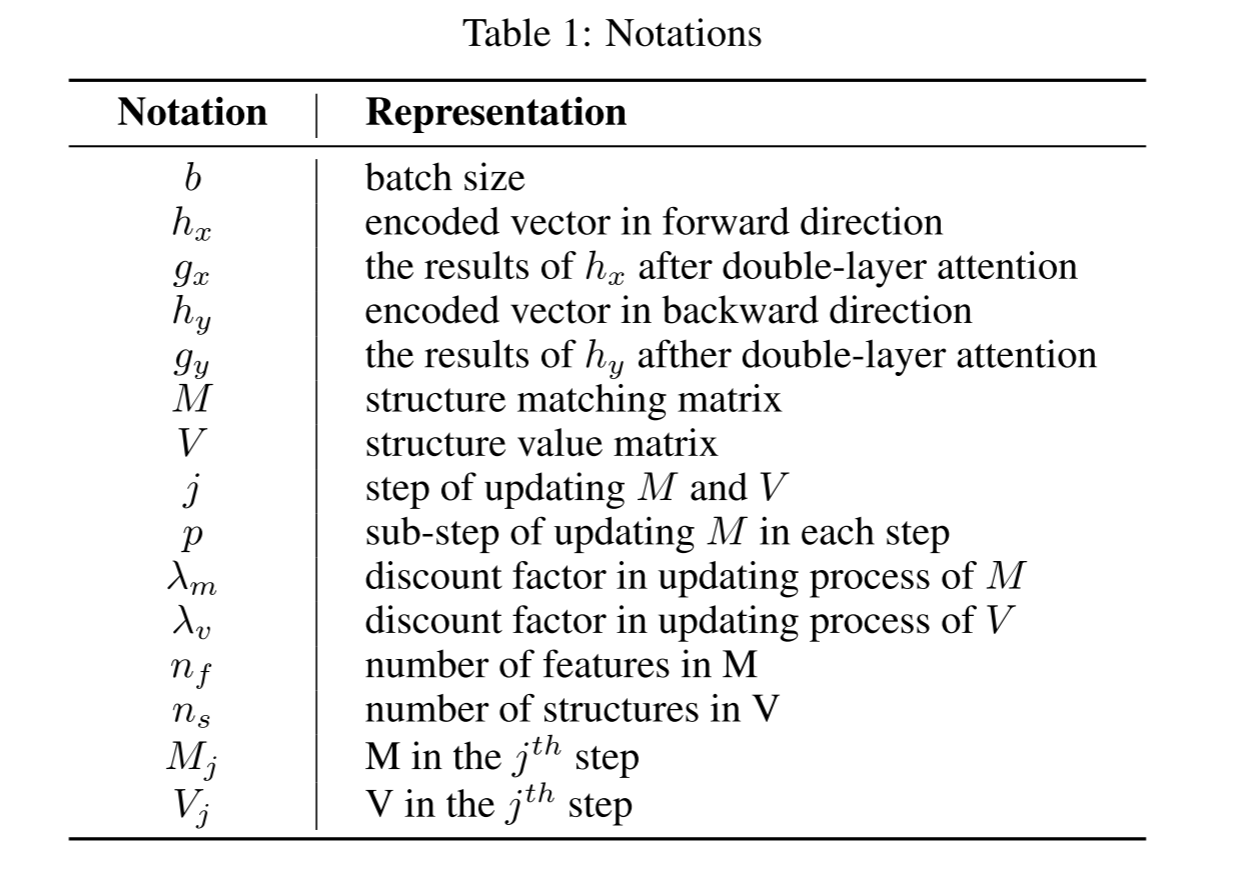 Table 1: Notations
Notation Representation
b batch size
h_x encoded vector in forward direction
g_x the results of h_x after double-layer attention
h_y encoded vector in backward direction
g_y the results of h_y afther double-layer attention
M structure matching matrix
V structure value matrix
j step of updating M and V
p sub-step of updating M in each step
λ_m discount factor in updating process of M
λ_v discount factor in updating process of V
n_f number of features in M
n_s number of structures in V
M_j M in the j^{th} step
V_j V in the j^{th} step